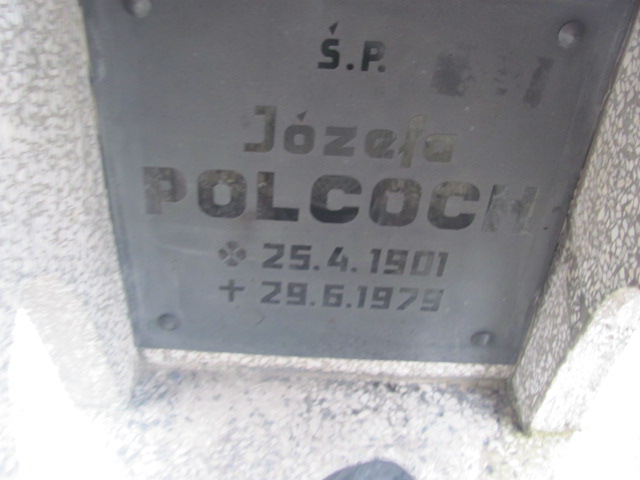 Ś.P.
Józefa
POLCOCH
25.4.1901
+ 29.6.1979